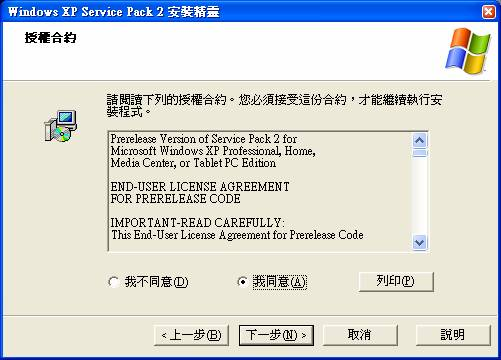 Windows XP Service Pack 2 安裝精靈
授權合約
請閱讀下列的授權合約。您必須接受這份合約，才能繼續執行安
裝程式。
Prerelease Version of Service Pack 2 for
Microsoft Windows XP Professional, Home,
Media Center, or Tablet PC Edition
END-USER LICENSE AGREEMENT
FOR PRERELEASE CODE
IMPORTANT-READ CAREFULLY:
This End-User License Agreement for Prerelease Code
我不同意(D)
我同意(A)
列印(P)
< 上一步(B)
下一步(N) >
取消
說明